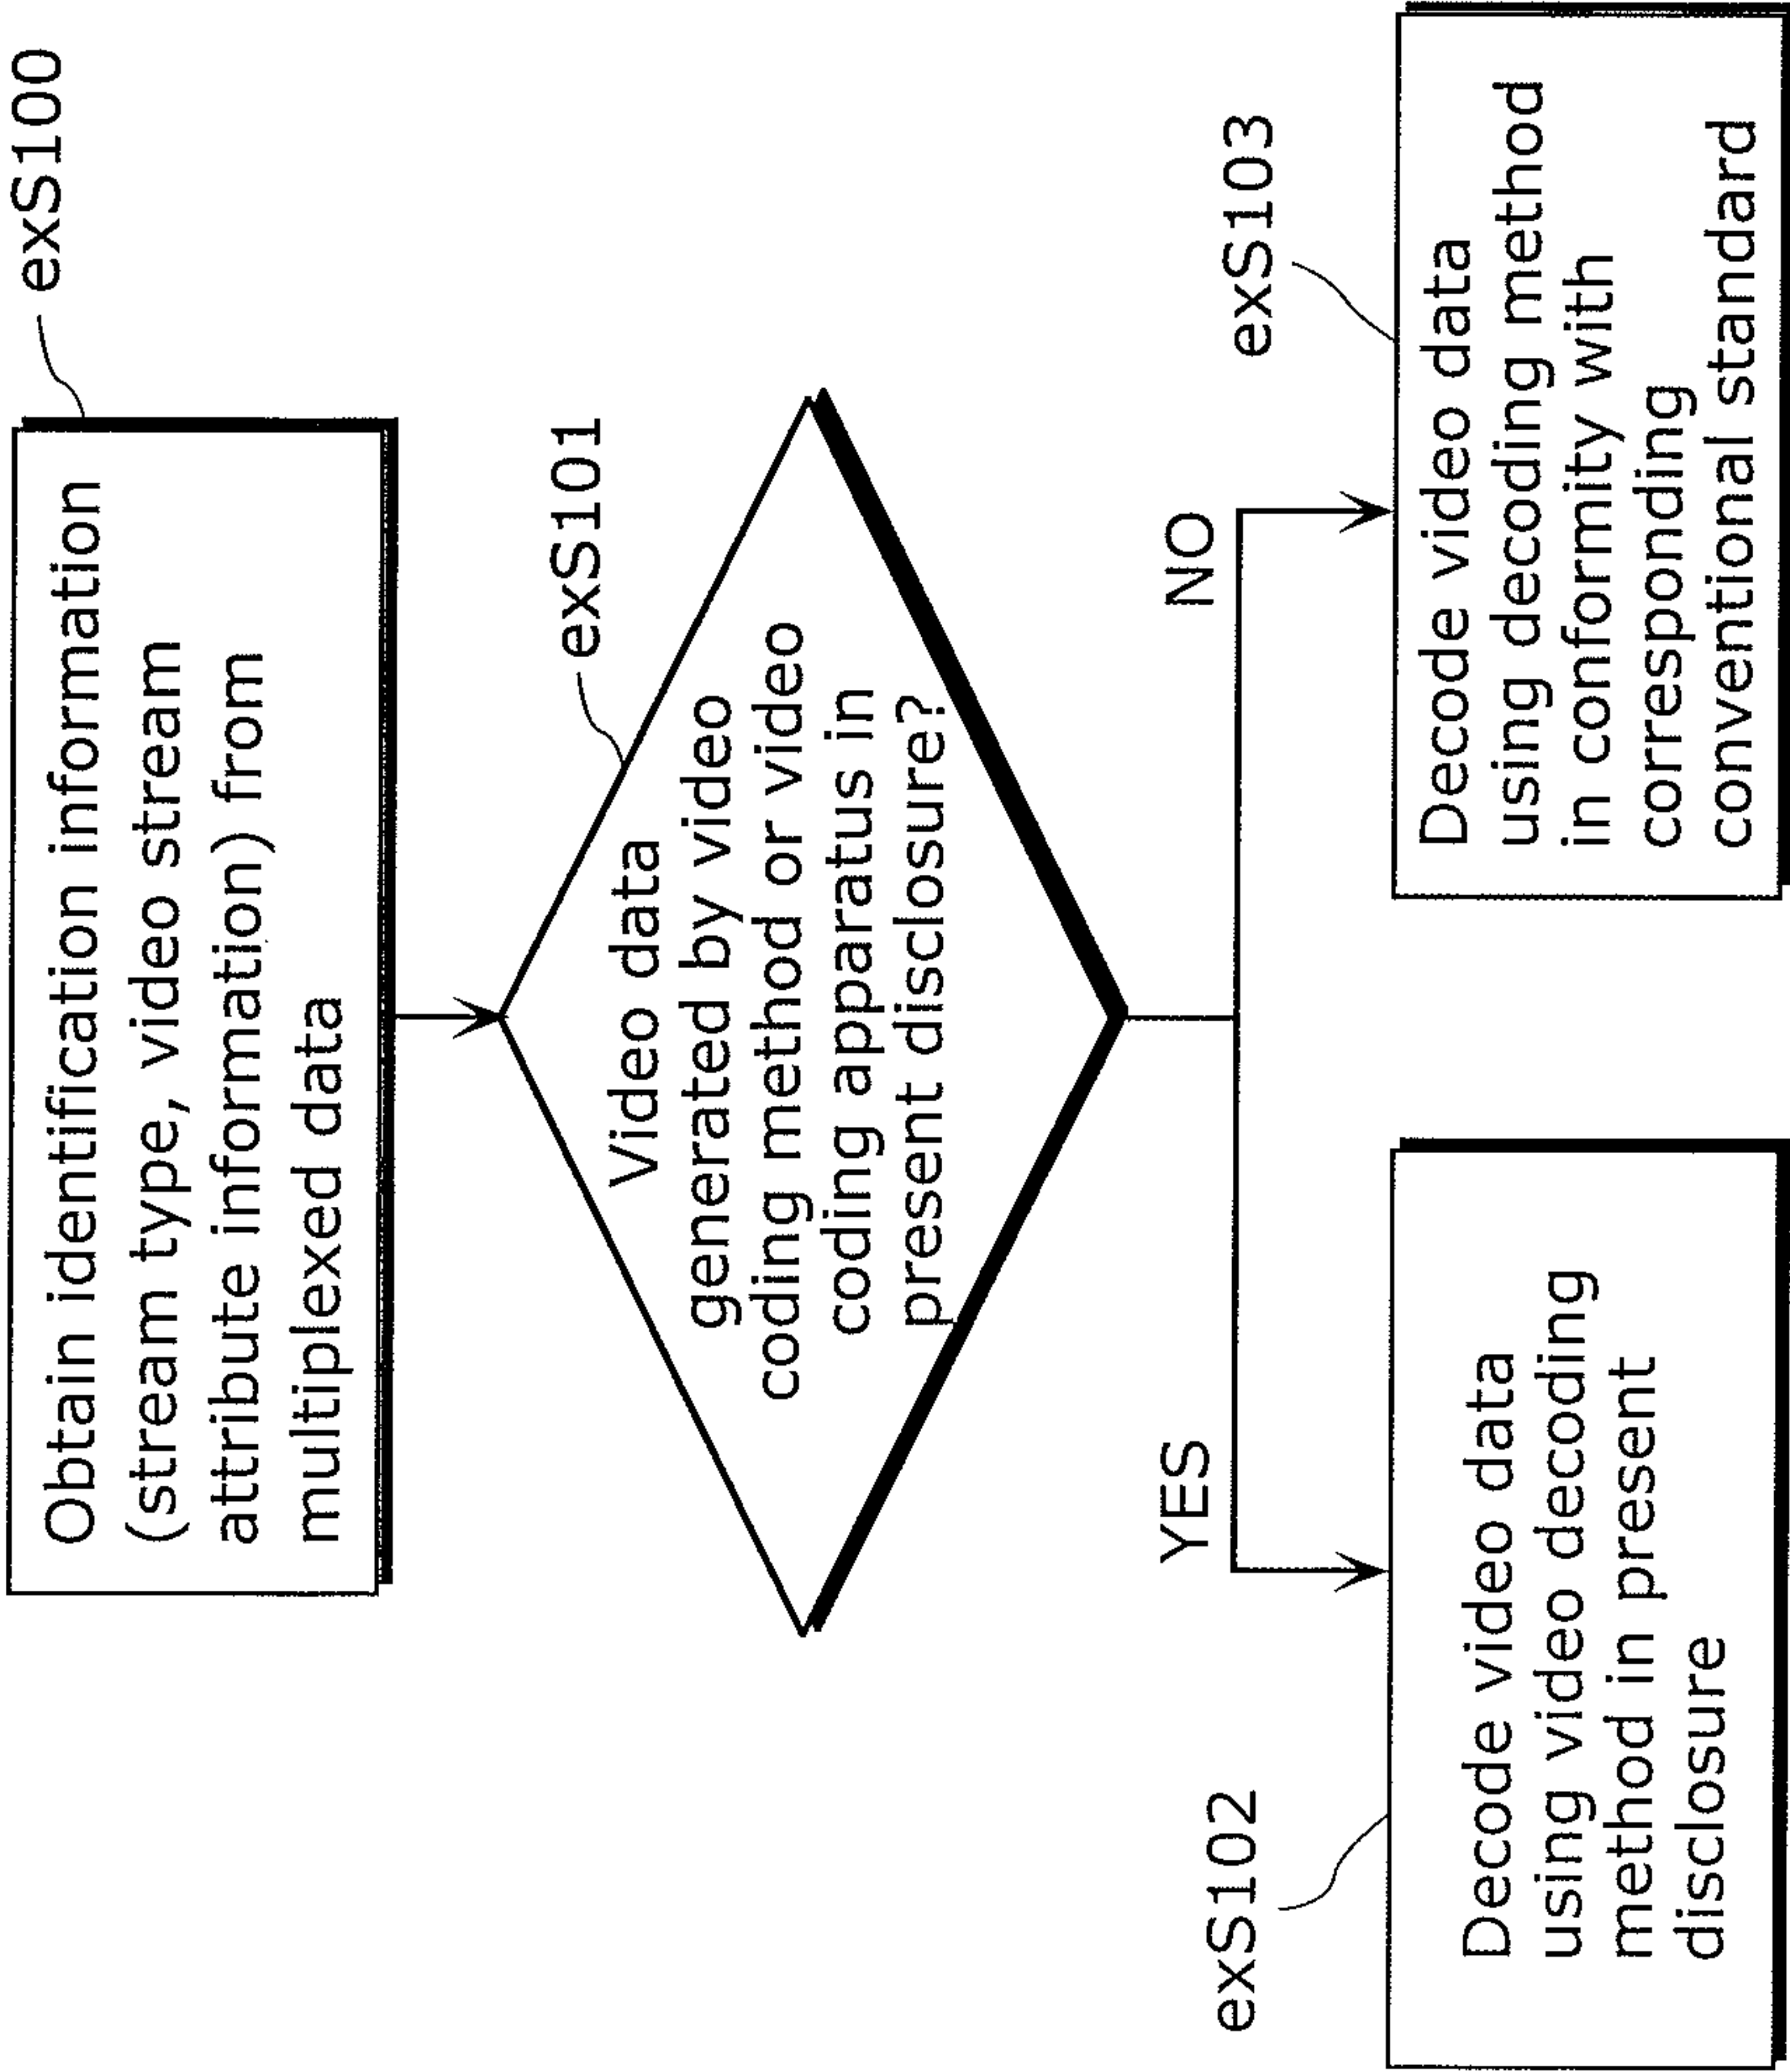 exS100
Obtain identification information
(stream type, video stream
attribute information) from
multiplexed data
exS101
Video data
generated by video
coding method or video
coding apparatus in
present disclosure?
YES
NO
exS102
Decode video data
using video decoding
method in present
disclosure
exS103
Decode video data
using decoding method
in conformity with
corresponding
conventional standard